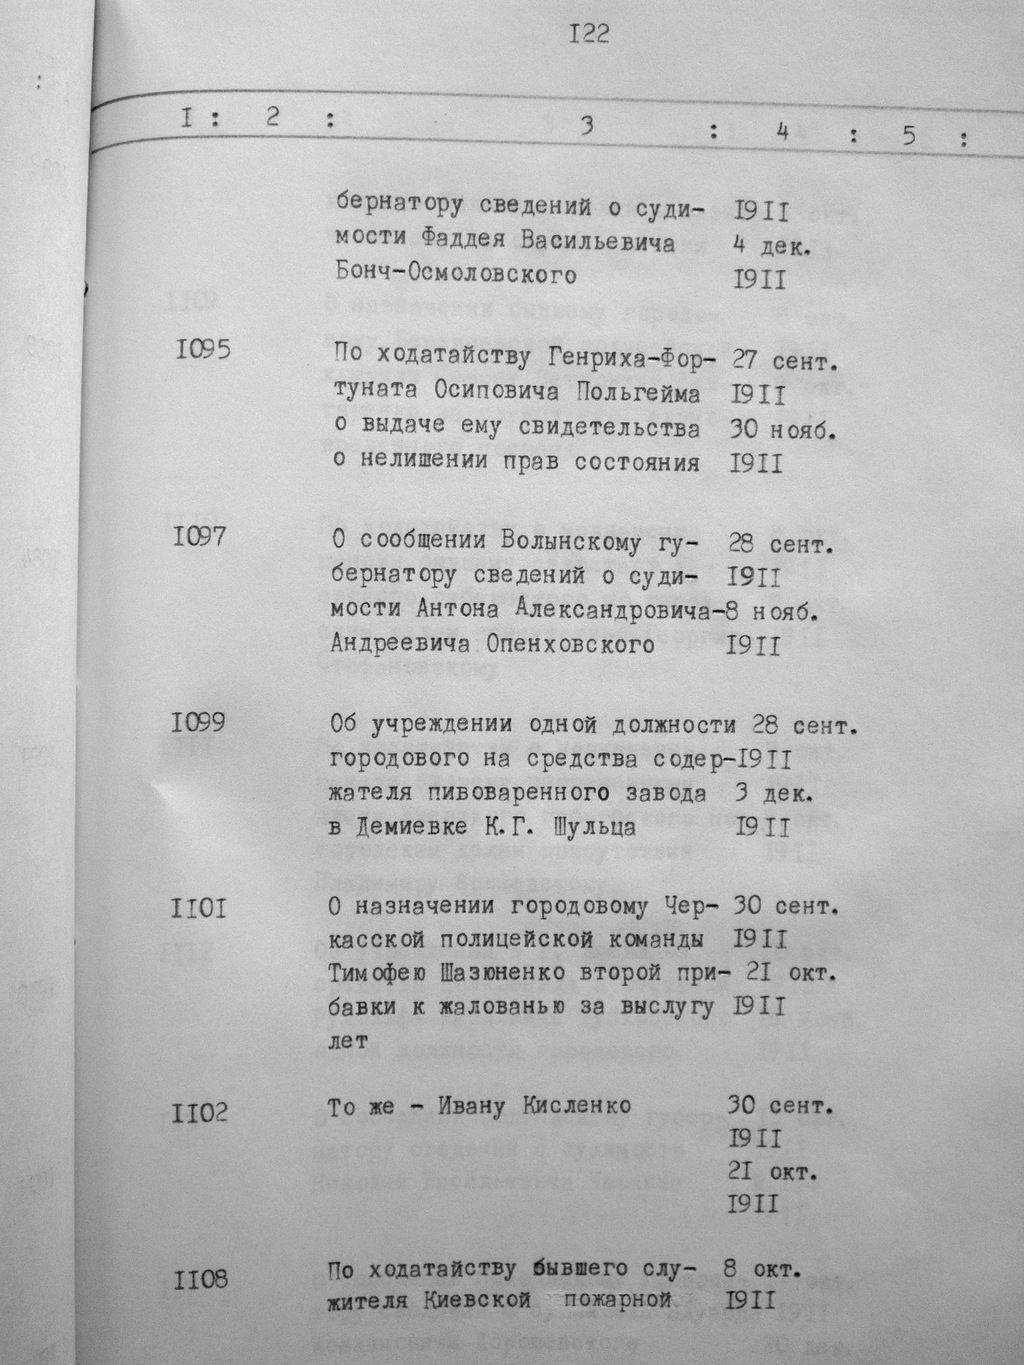 I22
I : 2 : 3 : 4 : 5 :
бернатору сведений о суди- I9II
мости Фаддея Васильевича 4 дек.
Бонч-Осмоловского I9II
I095 По ходатайству Генриха-Фор- 27 сент.
туната Осиповича Польгейма I9II
о выдаче ему свидетельства 30 нояб.
о нелишении прав состояния I9II
I097 О сообщении Волынскому гу- 28 сент.
бернатору сведений о суди- I9II
мости Антона Александровича-8 нояб.
Андреевича Опенховского I9II
I099 Об учреждении одной должности 28 сент.
городового на средства содер-I9II
жателя пивоваренного завода 3 дек.
в Демиевке К.Г. Шульца I9II
II0I О назначении городовому Чер- 30 сент.
касской полицейской команды I9II
Тимофею Шазюненко второй при- 2I окт.
бавки к жалованью за выслугу I9II
лет
II02 То же - Ивану Кисленко 30 сент.
I9II
2I окт.
I9II
II08 По ходатайству бывшего слу- 8 окт.
жителя Киевской пожарной I9II